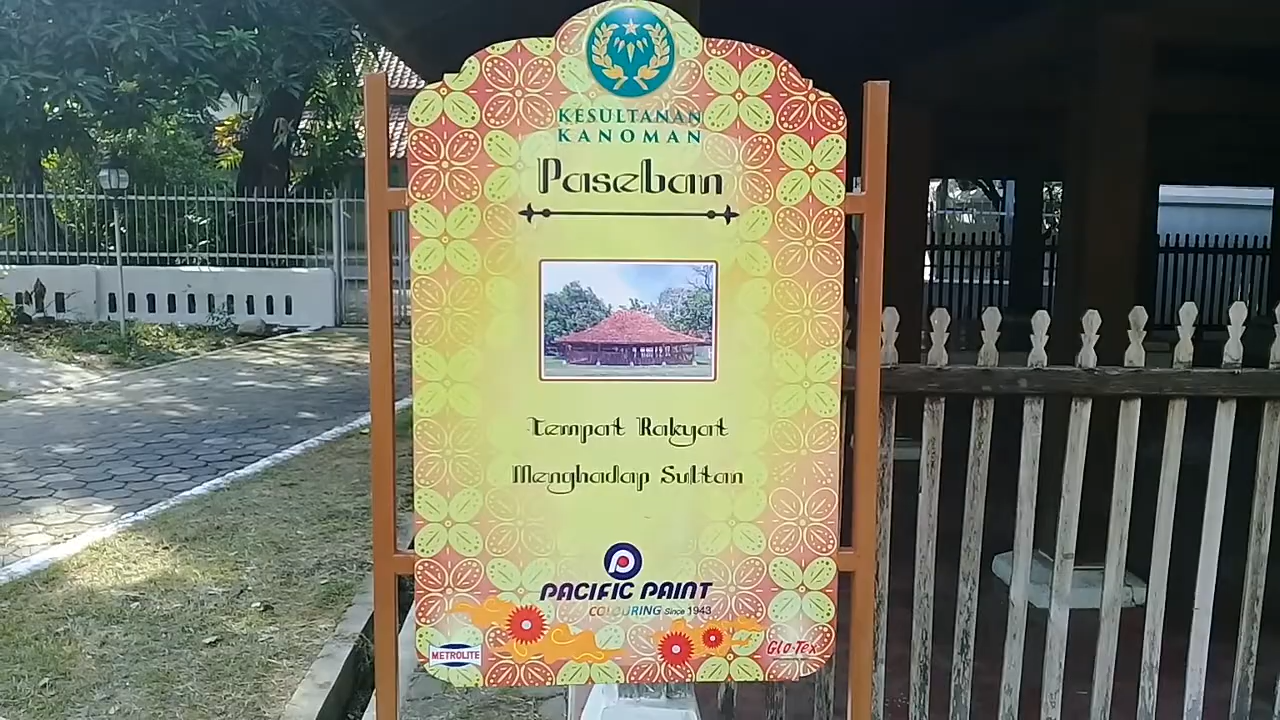 KESULTANAN
KANOMAN
Paseban
Tempat Rakyat
Menghadap Sultan
PACIFIC PAINT
COLOURING Since 1943
METROLITE
Glo-Tex